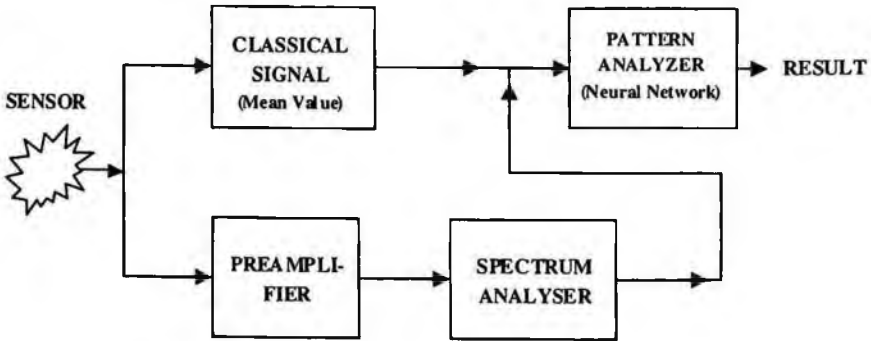 SENSOR
CLASSICAL
SIGNAL
(Mean Value)
PATTERN
ANALYZER
(Neural Network)
RESULT
PREAMPLI-
FIER
SPECTRUM
ANALYSER